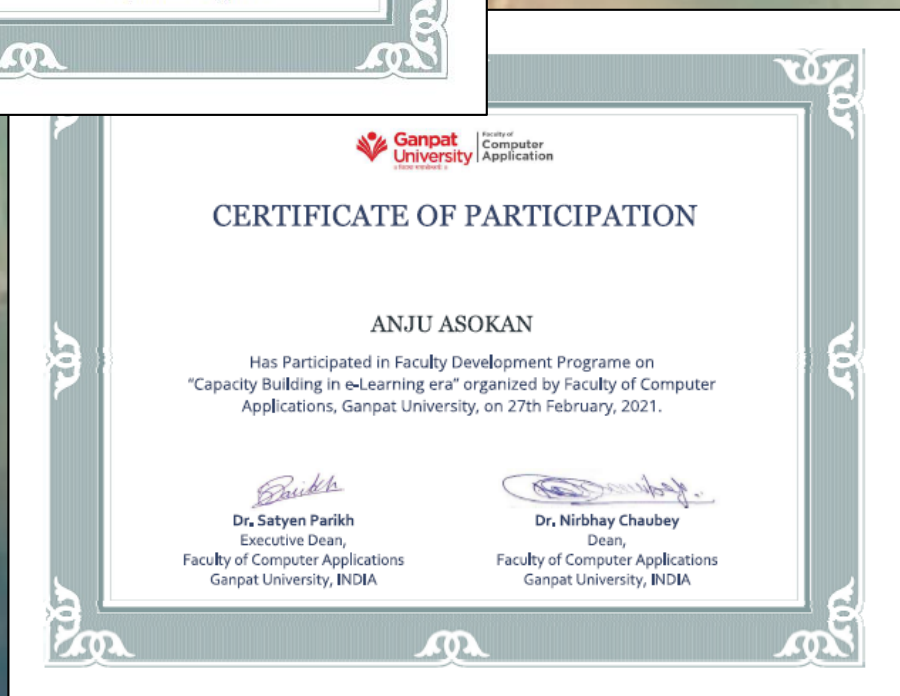 Ganpat
University
Faculty of
Computer
Application
CERTIFICATE OF PARTICIPATION
ANJU ASOKAN
Has Participated in Faculty Development Programe on
"Capacity Building in e-Learning era" organized by Faculty of Computer
Applications, Ganpat University, on 27th February, 2021.
Dr. Satyen Parikh
Executive Dean,
Faculty of Computer Applications
Ganpat University, INDIA
Dr. Nirbhay Chaubey
Dean,
Faculty of Computer Applications
Ganpat University, INDIA